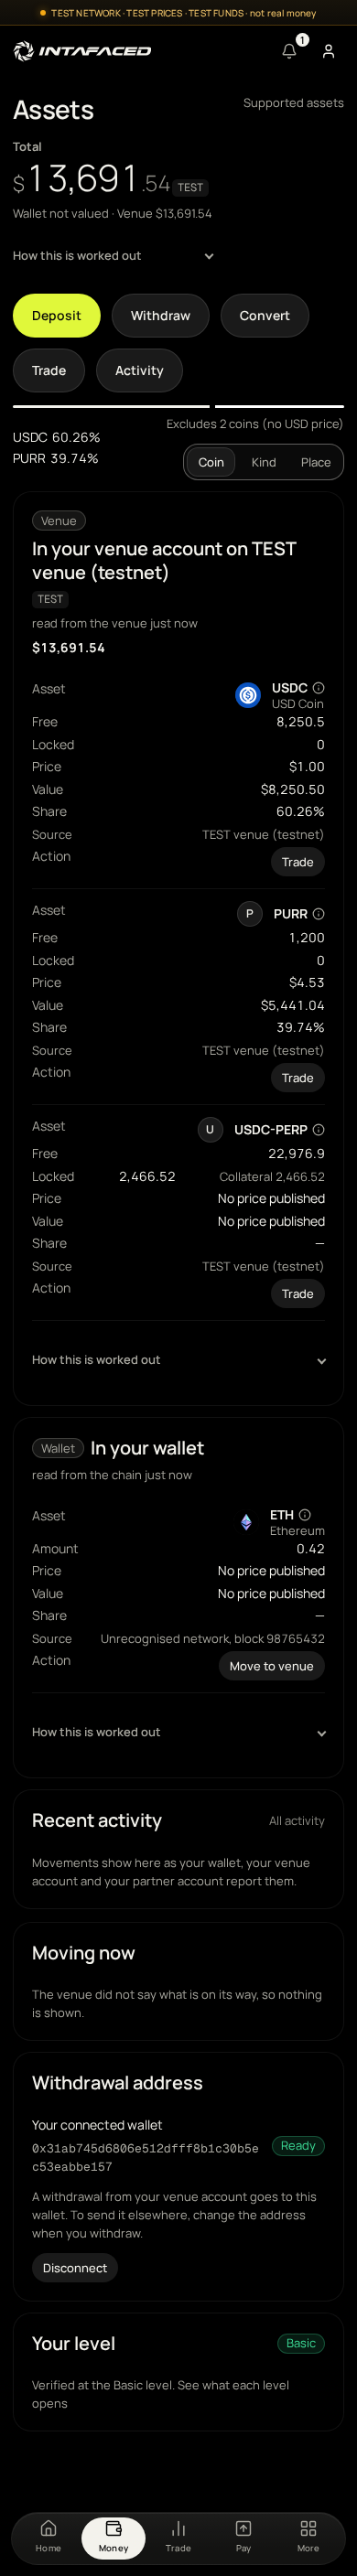 TEST NETWORK · TEST PRICES · TEST FUNDS · not real money
INTAFACED
1
Assets
Supported assets
Total
$13,691.54 TEST
Wallet not valued · Venue $13,691.54
How this is worked out
Deposit
Withdraw
Convert
Trade
Activity
Excludes 2 coins (no USD price)
USDC 60.26%
PURR 39.74%
Coin
Kind
Place
Venue
In your venue account on TEST
venue (testnet)
TEST
read from the venue just now
$13,691.54
Asset
USDC
USD Coin
Free 8,250.5
Locked 0
Price $1.00
Value $8,250.50
Share 60.26%
Source TEST venue (testnet)
Action Trade
Asset P PURR
Free 1,200
Locked 0
Price $4.53
Value $5,441.04
Share 39.74%
Source TEST venue (testnet)
Action Trade
Asset U USDC-PERP
Free 22,976.9
Locked 2,466.52 Collateral 2,466.52
Price No price published
Value No price published
Share —
Source TEST venue (testnet)
Action Trade
How this is worked out
Wallet In your wallet
read from the chain just now
Asset ETH
Ethereum
Amount 0.42
Price No price published
Value No price published
Share —
Source Unrecognised network, block 98765432
Action Move to venue
How this is worked out
Recent activity
All activity
Movements show here as your wallet, your venue
account and your partner account report them.
Moving now
The venue did not say what is on its way, so nothing
is shown.
Withdrawal address
Your connected wallet
0x31ab745d6806e512dfff8b1c30b5e
c53eabbe157
Ready
A withdrawal from your venue account goes to this
wallet. To send it elsewhere, change the address
when you withdraw.
Disconnect
Your level
Basic
Verified at the Basic level. See what each level
opens
Home
Money
Trade
Pay
More